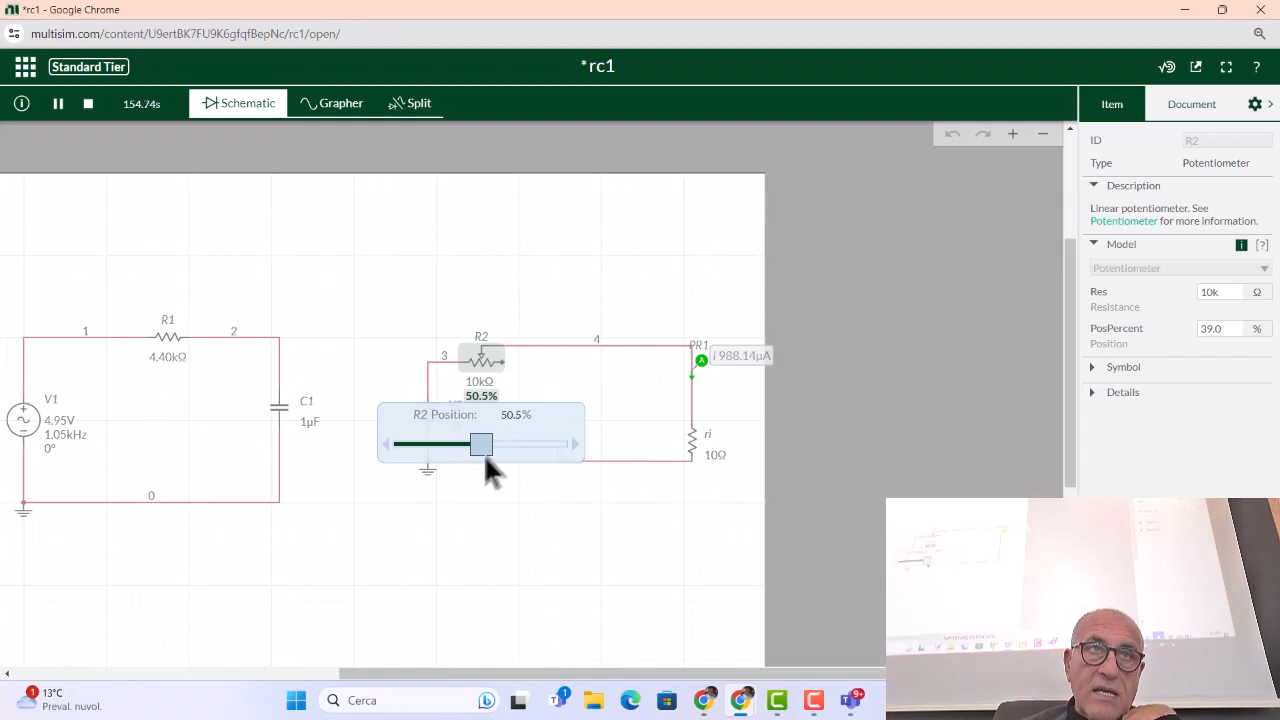 *rc1 - Google Chrome
multisim.com/content/U9ertBK7FU9K6gfqfBepNc/rc1/open/
Standard Tier
*rc1
?
154.74s
Schematic
Grapher
Split
Item
Document
ID
R2
Type
Potentiometer
Description
Linear potentiometer. See
Potentiometer for more information.
Model
i
[?]
Potentiometer
Res
10k
Ω
Resistance
PosPercent
39.0
%
Position
Symbol
Details
1
R1
2
4.40kΩ
V1
4.95V
1.05kHz
0°
C1
1µF
0
R2
3
4
10kΩ
50.5%
R2 Position:
50.5%
PR1
A
i 988.14µA
ri
10Ω
1
13°C
Preval. nuvol.
Cerca
1
9+